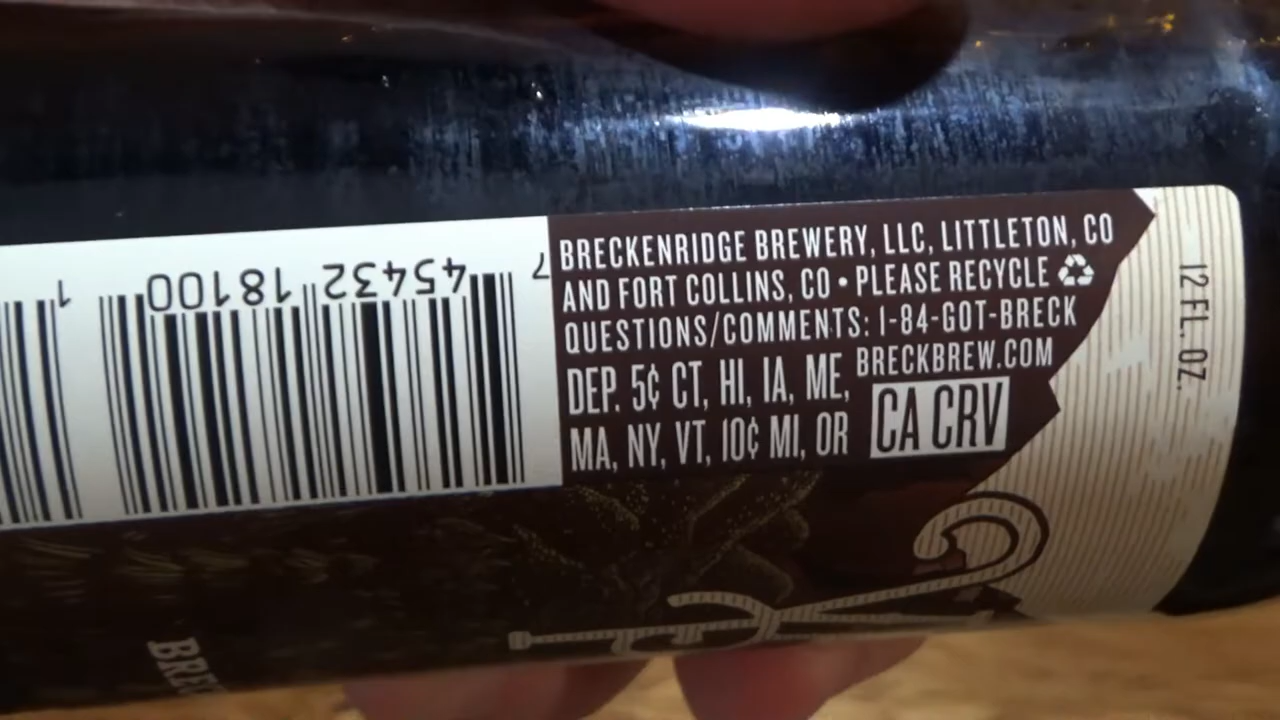 BRECKENRIDGE BREWERY, LLC, LITTLETON, CO
AND FORT COLLINS, CO • PLEASE RECYCLE
QUESTIONS/COMMENTS: 1-84-GOT-BRECK
BRECKBREW.COM
DEP. 5¢ CT, HI, IA, ME,
MA, NY, VT, 10¢ MI, OR
CA CRV
12 FL. OZ.
7 45432 18100 1